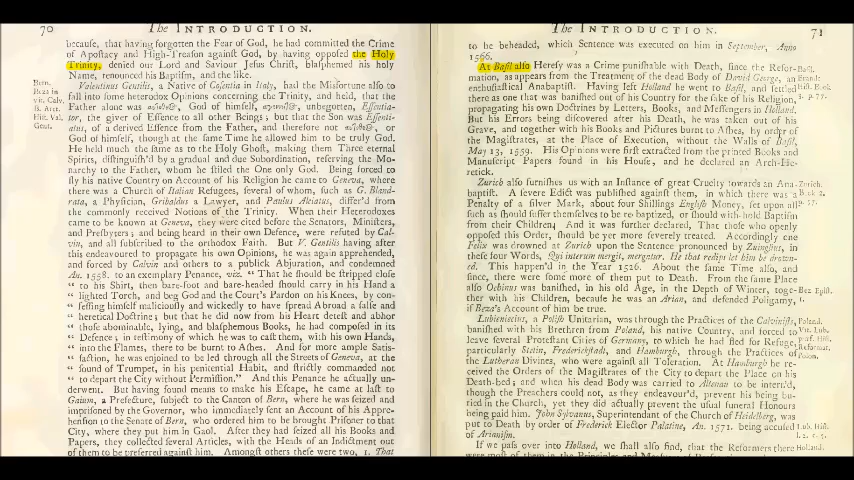 70 The INTRODUCTION.
because, that having forgotten the Fear of God, he had committed the Crime
of Apostacy and High-Treason against God, by having opposed the Holy
Trinity, denied our Lord and Saviour Jesus Christ, blasphemed his holy
Name, renounced his Baptism, and the like.
Valentinus Gentilis, a Native of Cosentia in Italy, had the Misfortune also to
fall into some heterodox Opinions concerning the Trinity, and held, that the
Father alone was God of himself, unbegotten, Essentia-
tor, the giver of Essence to all other Beings; but that the Son was Essenti-
atus, of a derived Essence from the Father, and therefore not or
God of himself, though at the same Time he allowed him to be truly God.
He held much the same as to the Holy Ghost, making them Three eternal
Spirits, distinguish'd by a gradual and due Subordination, reserving the Mo-
narchy to the Father, whom he stiled the One only God. Being forced to
fly his native Country on Account of his Religion he came to Geneva, where
there was a Church of Italian Refugees, several of whom, such as G. Bland-
rata, a Physician, Gribaldus a Lawyer, and Paulus Alciatus, differ'd from
the commonly received Notions of the Trinity. When their Heterodoxes
came to be known at Geneva, they were cited before the Senators, Ministers,
and Presbyters; and being heard in their own Defence, were refuted by Cal-
vin, and all subscribed to the orthodox Faith. But V. Gentilis having after
this endeavoured to propagate his own Opinions, he was again apprehended,
and forced by Calvin and others to a publick Abjuration, and condemned
An. 1558. to an exemplary Penance, viz. “ That he should be stripped close
“ to his Shirt, then bare-foot and bare-headed should carry in his Hand a
“ lighted Torch, and beg God and the Court's Pardon on his Knees, by con-
“ fessing himself maliciously and wickedly to have spread Abroad a false and
“ heretical Doctrine; but that he did now from his Heart detest and abhor
“ those abominable, lying, and blasphemous Books, he had composed in its
“ Defence; in testimony of which he was to cast them, with his own Hands,
“ into the Flames, there to be burnt to Ashes. And for more ample Satis-
“ faction, he was enjoined to be led through all the Streets of Geneva, at the
“ sound of Trumpet, in his penitential Habit, and strictly commanded not
“ to depart the City without Permission.” And this Penance he actually un-
derwent. But having found means to make his Escape, he came at last to
Gaium, a Prefecture, subject to the Canton of Bern, where he was seized and
imprisoned by the Governor, who immediately sent an Account of his Appre-
hension to the Senate of Bern, who ordered him to be brought Prisoner to that
City, where they put him in Gaol. After they had seized all his Books and
Papers, they collected several Articles, with the Heads of an Indictment out
of them to be preferred against him. Amongst others these were two, 1. That
Beza in
vit. Calv.
Hist. Val.
Gent.
The INTRODUCTION. 71
to be beheaded, which Sentence was executed on him in September, Anno
1566.
At Basil also Heresy was a Crime punishable with Death, since the Refor-
mation, as appears from the Treatment of the dead Body of David George, an
enthusiastical Anabaptist. Having left Holland he went to Basil, and settled
there as one that was banished out of his Country for the sake of his Religion,
propagating his own Doctrines by Letters, Books, and Messengers in Holland.
But his Errors being discovered after his Death, he was taken out of his
Grave, and together with his Books and Pictures burnt to Ashes, by order of
the Magistrates, at the Place of Execution, without the Walls of Basil,
May 13, 1559. His Opinions were first extracted from the printed Books and
Manuscript Papers found in his House, and he declared an Arch-He-
retick.
Zurich also furnishes us with an Instance of great Cruelty towards an Ana-
baptist. A severe Edict was published against them, in which there was a
Penalty of a silver Mark, about four Shillings English Money, set upon all
such as should suffer themselves to be re-baptized, or should with-hold Baptism
from their Children; And it was further declared, That those who openly
opposed this Order, should be yet more severely treated. Accordingly one
Felix was drowned at Zurich upon the Sentence pronounced by Zuinglius, in
these four Words, Qui iterum mergit, mergatur. He that redips let him be drown-
ed. This happen'd in the Year 1526. About the same Time also, and
since, there were some more of them put to Death. From the same Place
also Ochinus was banished, in his old Age, in the Depth of Winter, toge-
ther with his Children, because he was an Arian, and defended Poligamy,
if Beza's Account of him be true.
Lubieniecius, a Polish Unitarian, was through the Practices of the Calvinists,
banished with his Brethren from Poland, his native Country, and forced to
leave several Protestant Cities of Germany, to which he had fled for Refuge,
particularly Stetin, Frederickstadt, and Hamburgh, through the Practices of
the Lutheran Divines, who were against all Toleration. At Hamburgh he re-
ceived the Orders of the Magistrates of the City to depart the Place on his
Death-bed; and when his dead Body was carried to Altenan to be interr'd,
though the Preachers could not, as they endeavour'd, prevent his being bu-
ried in the Church, yet they did actually prevent the usual funeral Honours
being paid him. John Sylvanus, Superintendant of the Church of Heidelberg, was
put to Death by order of Frederick Elector Palatine, An. 1571. being accused
of Arianism.
If we pass over into Holland, we shall also find, that the Reformers there
Basil.
Zurich.
Poland.